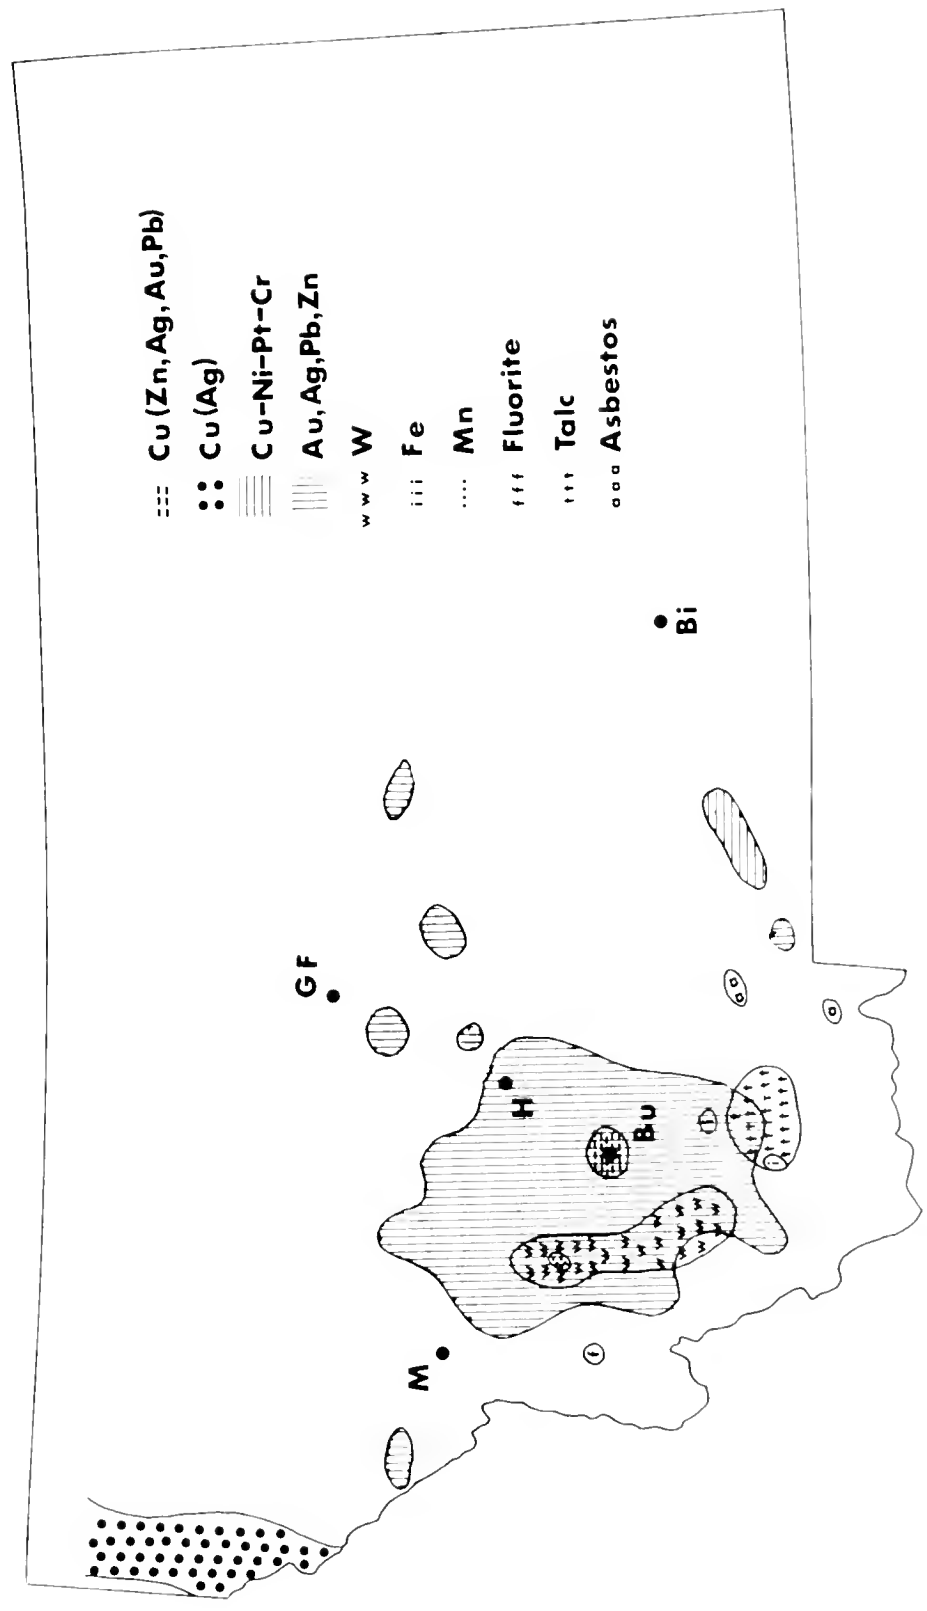 Cu (Zn, Ag, Au, Pb)
Cu (Ag)
Cu-Ni-Pt-Cr
Au, Ag, Pb, Zn
w w w W
i i i Fe
Mn
f f f Fluorite
t t t Talc
a a a Asbestos
Bi
GF
H
Bu
M
f
f
i
a
a a